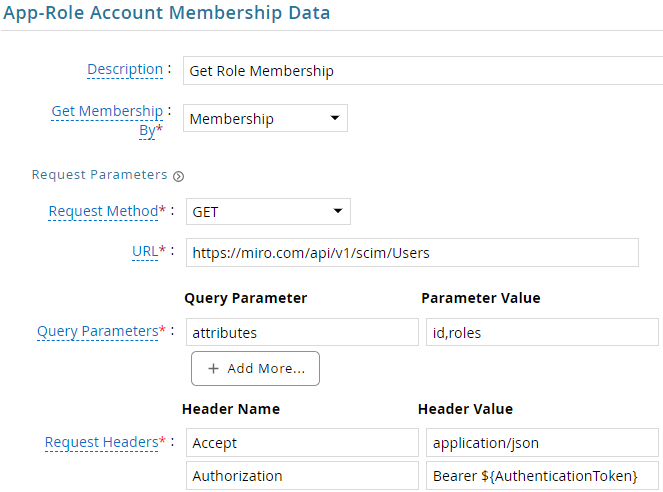 App-Role Account Membership Data
Description :
Get Role Membership
Get Membership :
By*
Membership
Request Parameters
Request Method* :
GET
URL* :
https://miro.com/api/v1/scim/Users
Query Parameter Parameter Value
Query Parameters* :
attributes id,roles
+ Add More...
Header Name Header Value
Request Headers* :
Accept application/json
Authorization Bearer ${AuthenticationToken}